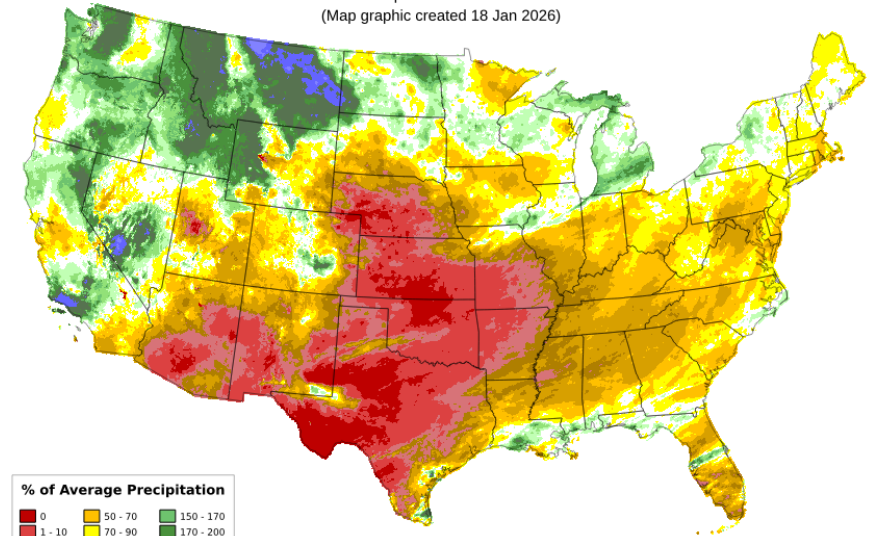 (Map graphic created 18 Jan 2026)
% of Average Precipitation
0 50 - 70 150 - 170
1 - 10 70 - 90 170 - 200